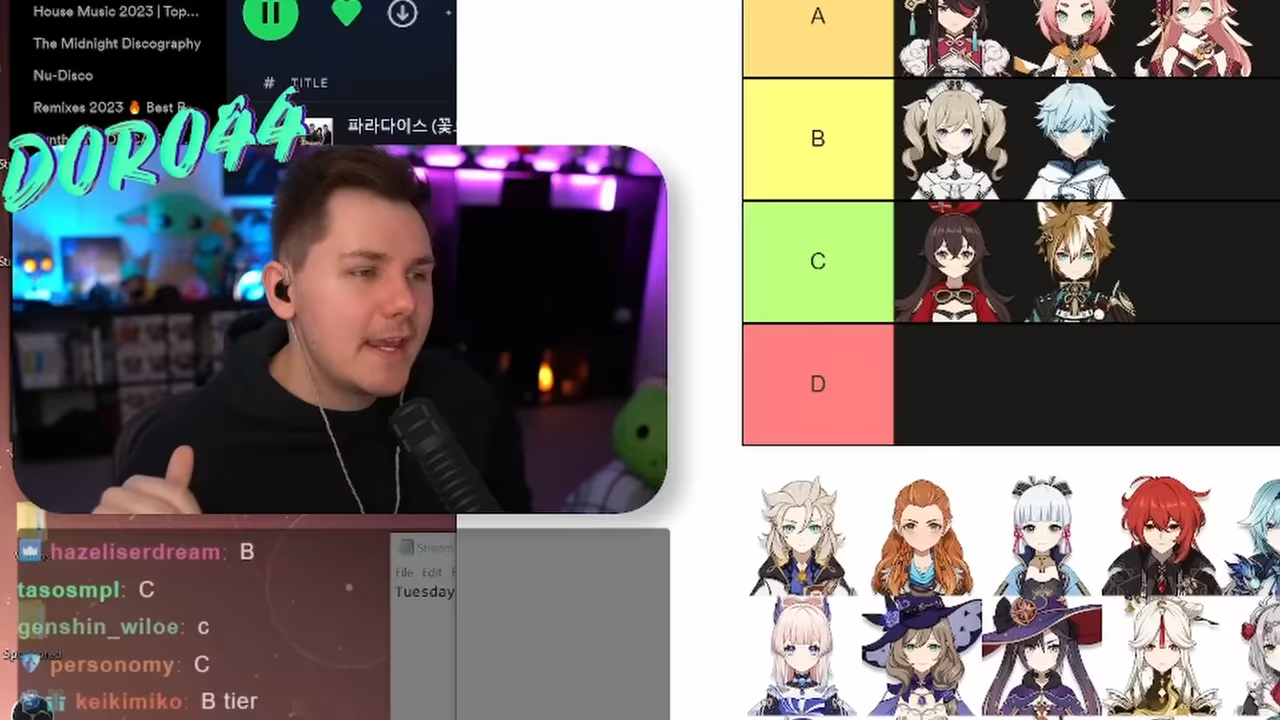 House Music 2023 | Top...
The Midnight Discography
Nu-Disco
Remixes 2023 🔥 Best
# TITLE
파라다이스 (꽃
DORO44
A
B
C
D
hazeliserdream: B
tasosmpl: C
genshin_wiloe: c
personomy: C
keikimiko: B tier
File Edit
Tuesday